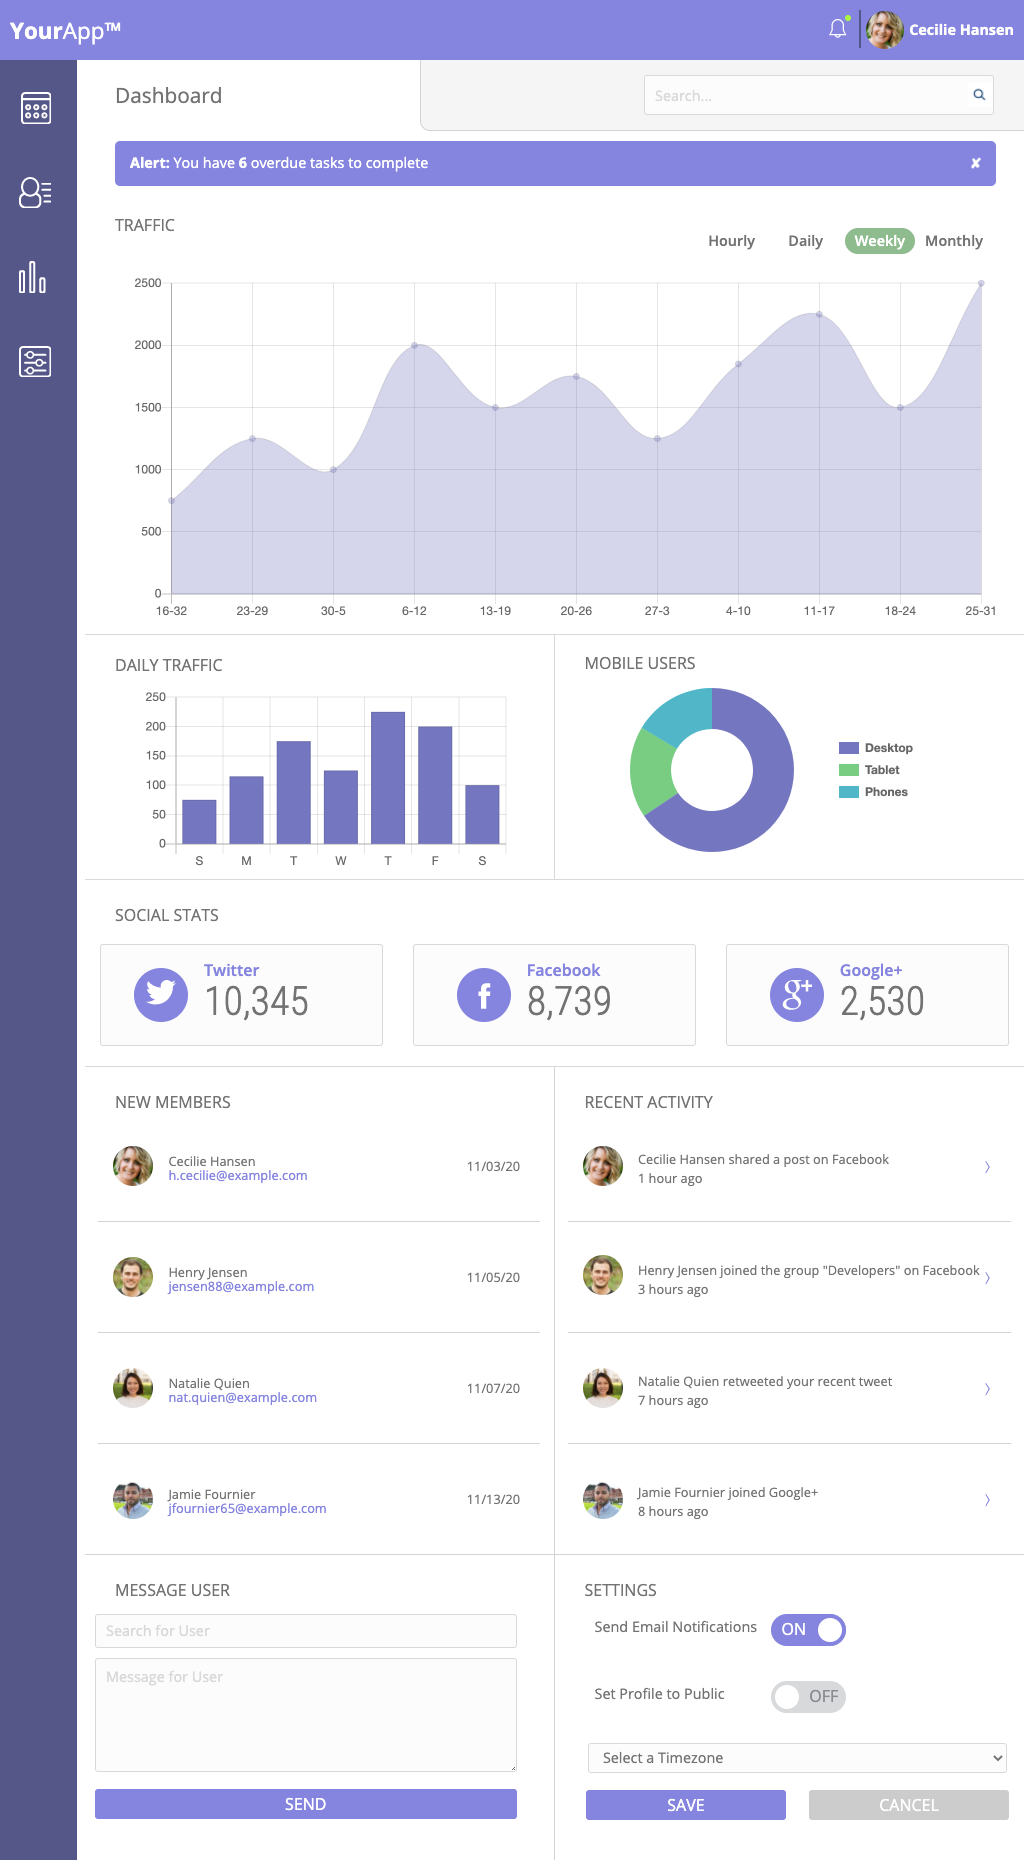 YourApp™
Cecilie Hansen
Dashboard
Search...
Alert: You have 6 overdue tasks to complete
✘
TRAFFIC
Hourly Daily Weekly Monthly
2500
2000
1500
1000
500
0
16-32 23-29 30-5 6-12 13-19 20-26 27-3 4-10 11-17 18-24 25-31
DAILY TRAFFIC
250
200
150
100
50
0
S M T W T F S
MOBILE USERS
Desktop
Tablet
Phones
SOCIAL STATS
Twitter
10,345
f
Facebook
8,739
g+
Google+
2,530
NEW MEMBERS
Cecilie Hansen
h.cecilie@example.com
11/03/20
Henry Jensen
jensen88@example.com
11/05/20
Natalie Quien
nat.quien@example.com
11/07/20
Jamie Fournier
jfournier65@example.com
11/13/20
RECENT ACTIVITY
Cecilie Hansen shared a post on Facebook
1 hour ago
Henry Jensen joined the group "Developers" on Facebook
3 hours ago
Natalie Quien retweeted your recent tweet
7 hours ago
Jamie Fournier joined Google+
8 hours ago
MESSAGE USER
Search for User
Message for User
SEND
SETTINGS
Send Email Notifications ON
Set Profile to Public OFF
Select a Timezone
SAVE CANCEL